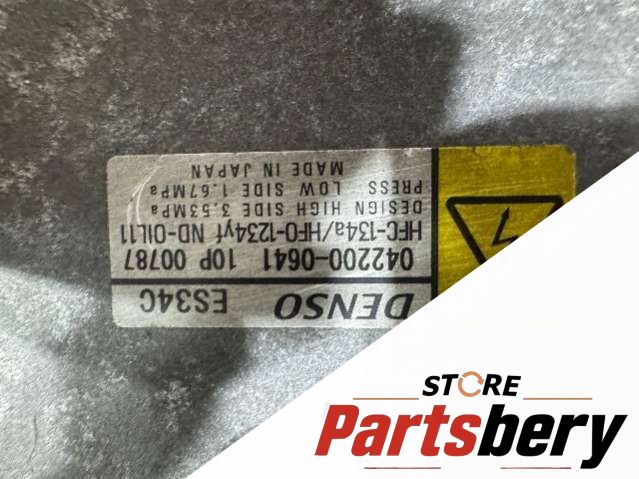 DENSO ES34C
042200-0641 10P 00787
HFC-134a/HFO-1234yf ND-OIL11
DESIGN HIGH SIDE 3.53MPa
PRESS LOW SIDE 1.67MPa
MADE IN JAPAN
STORE
Partsbery